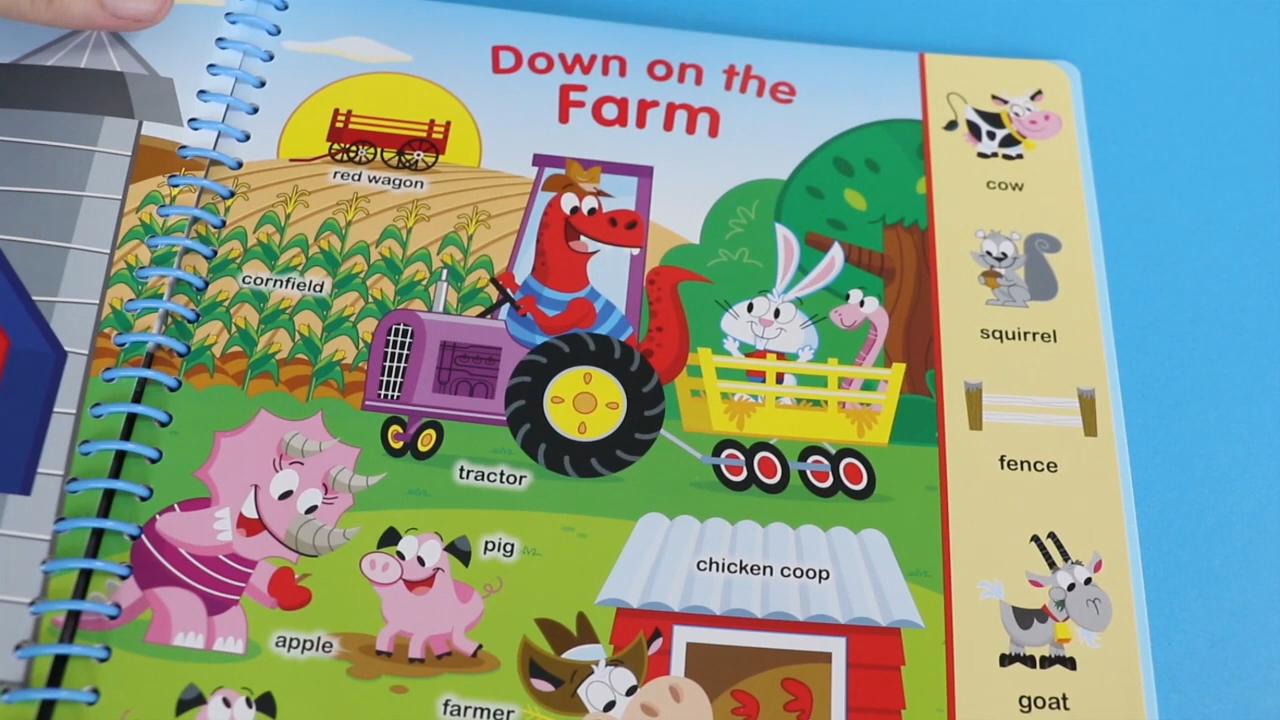 Down on the
Farm
red wagon
cornfield
tractor
pig
chicken coop
apple
farmer
cow
squirrel
fence
goat